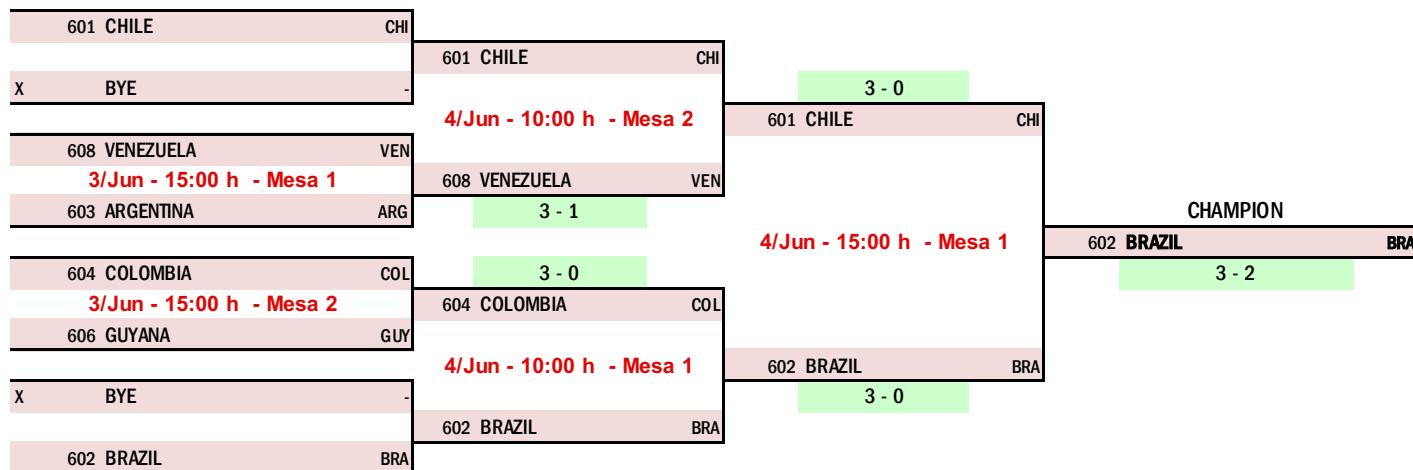 601 CHILE CHI
X BYE -
608 VENEZUELA VEN
3/Jun - 15:00 h - Mesa 1
603 ARGENTINA ARG
604 COLOMBIA COL
3/Jun - 15:00 h - Mesa 2
606 GUYANA GUY
X BYE -
602 BRAZIL BRA
601 CHILE CHI
4/Jun - 10:00 h - Mesa 2
608 VENEZUELA VEN
3 - 1
3 - 0
604 COLOMBIA COL
4/Jun - 10:00 h - Mesa 1
602 BRAZIL BRA
3 - 0
601 CHILE CHI
4/Jun - 15:00 h - Mesa 1
602 BRAZIL BRA
3 - 0
CHAMPION
602 BRAZIL BRA
3 - 2